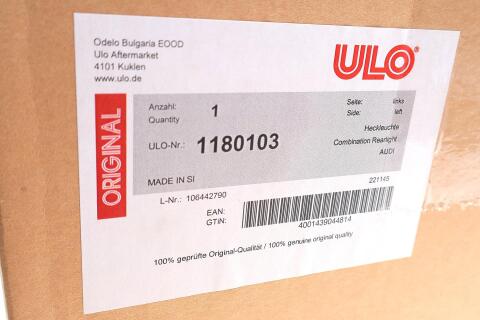 Odelo Bulgaria EOOD
Ulo Aftermarket
4101 Kuklen
www.ulo.de
ULO®
ORIGINAL
Anzahl: 1 Seite: links
Quantity Side: left
Heckleuchte
ULO-Nr.: 1180103 Combination Rearlight
AUDI
MADE IN SI 221145
L-Nr.: 106442790
EAN:
GTIN:
4001439044814
100% geprüfte Original-Qualität / 100% genuine original quality